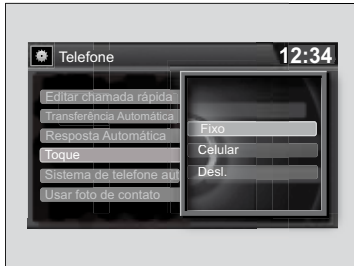 Telefone
12:34
Editar chamada rápida
Transferência Automática
Resposta Automática
Toque
Sistema de telefone aut
Usar foto de contato
Fixo
Celular
Desl.